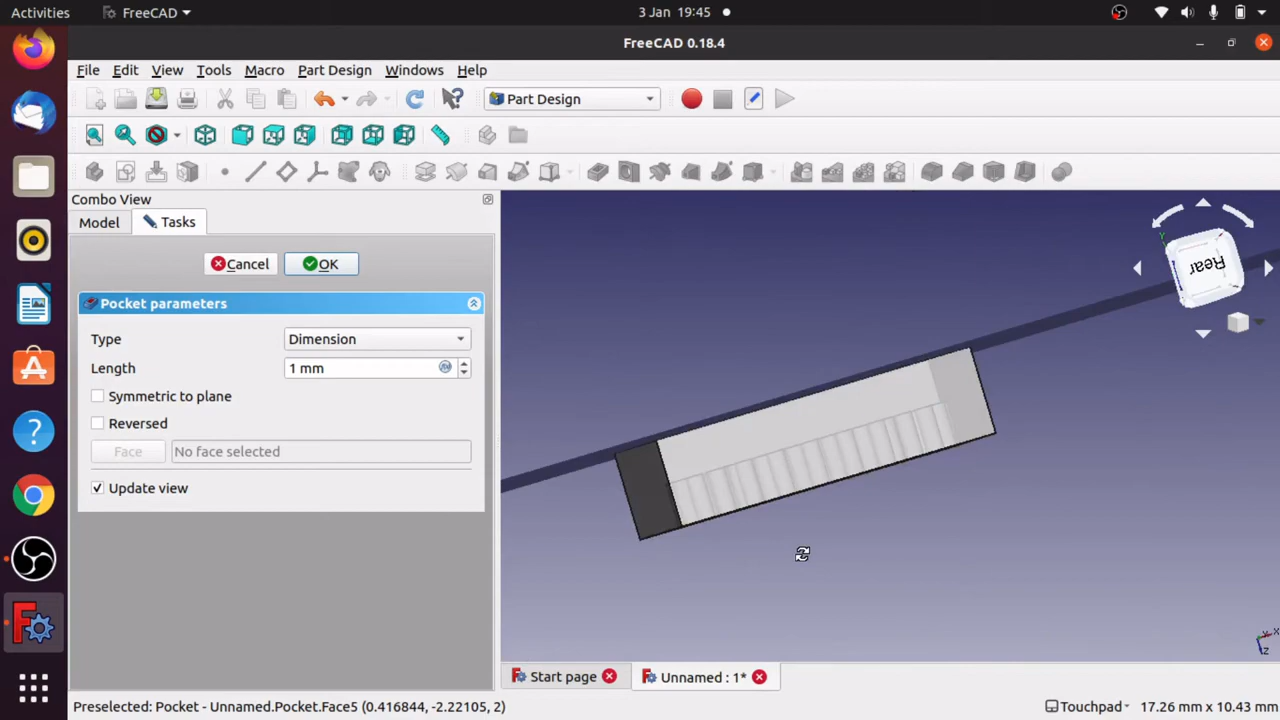 Activities
FreeCAD
3 Jan 19:45
FreeCAD 0.18.4
File Edit View Tools Macro Part Design Windows Help
Part Design
Combo View
Model
Tasks
Cancel
OK
Pocket parameters
Type
Dimension
Length
1 mm
Symmetric to plane
Reversed
Face
No face selected
Update view
Rear
Start page
Unnamed : 1*
Preselected: Pocket - Unnamed.Pocket.Face5 (0.416844, -2.22105, 2)
Touchpad
17.26 mm x 10.43 mm